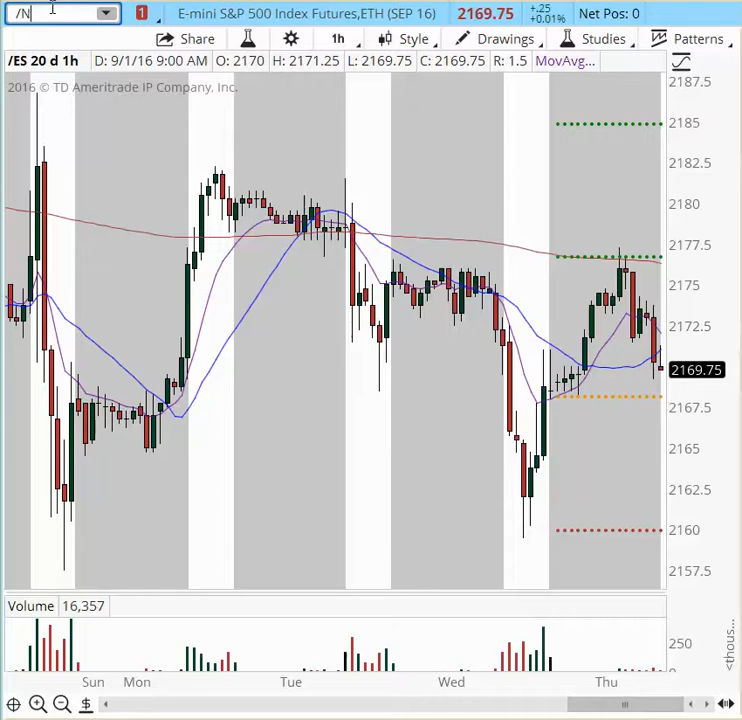 /N 1 E-mini S&P 500 Index Futures,ETH (SEP 16) 2169.75 +.25 +0.01% Net Pos: 0
Share 1h Style Drawings Studies Patterns
/ES 20 d 1h D: 9/1/16 9:00 AM O: 2170 H: 2171.25 L: 2169.75 C: 2169.75 R: 1.5 MovAvg...
2016 © TD Ameritrade IP Company, Inc.
2187.5
2185
2182.5
2180
2177.5
2175
2172.5
2169.75
2167.5
2165
2162.5
2160
2157.5
Volume 16,357
250
0
<thous...
Sun Mon Tue Wed Thu
$